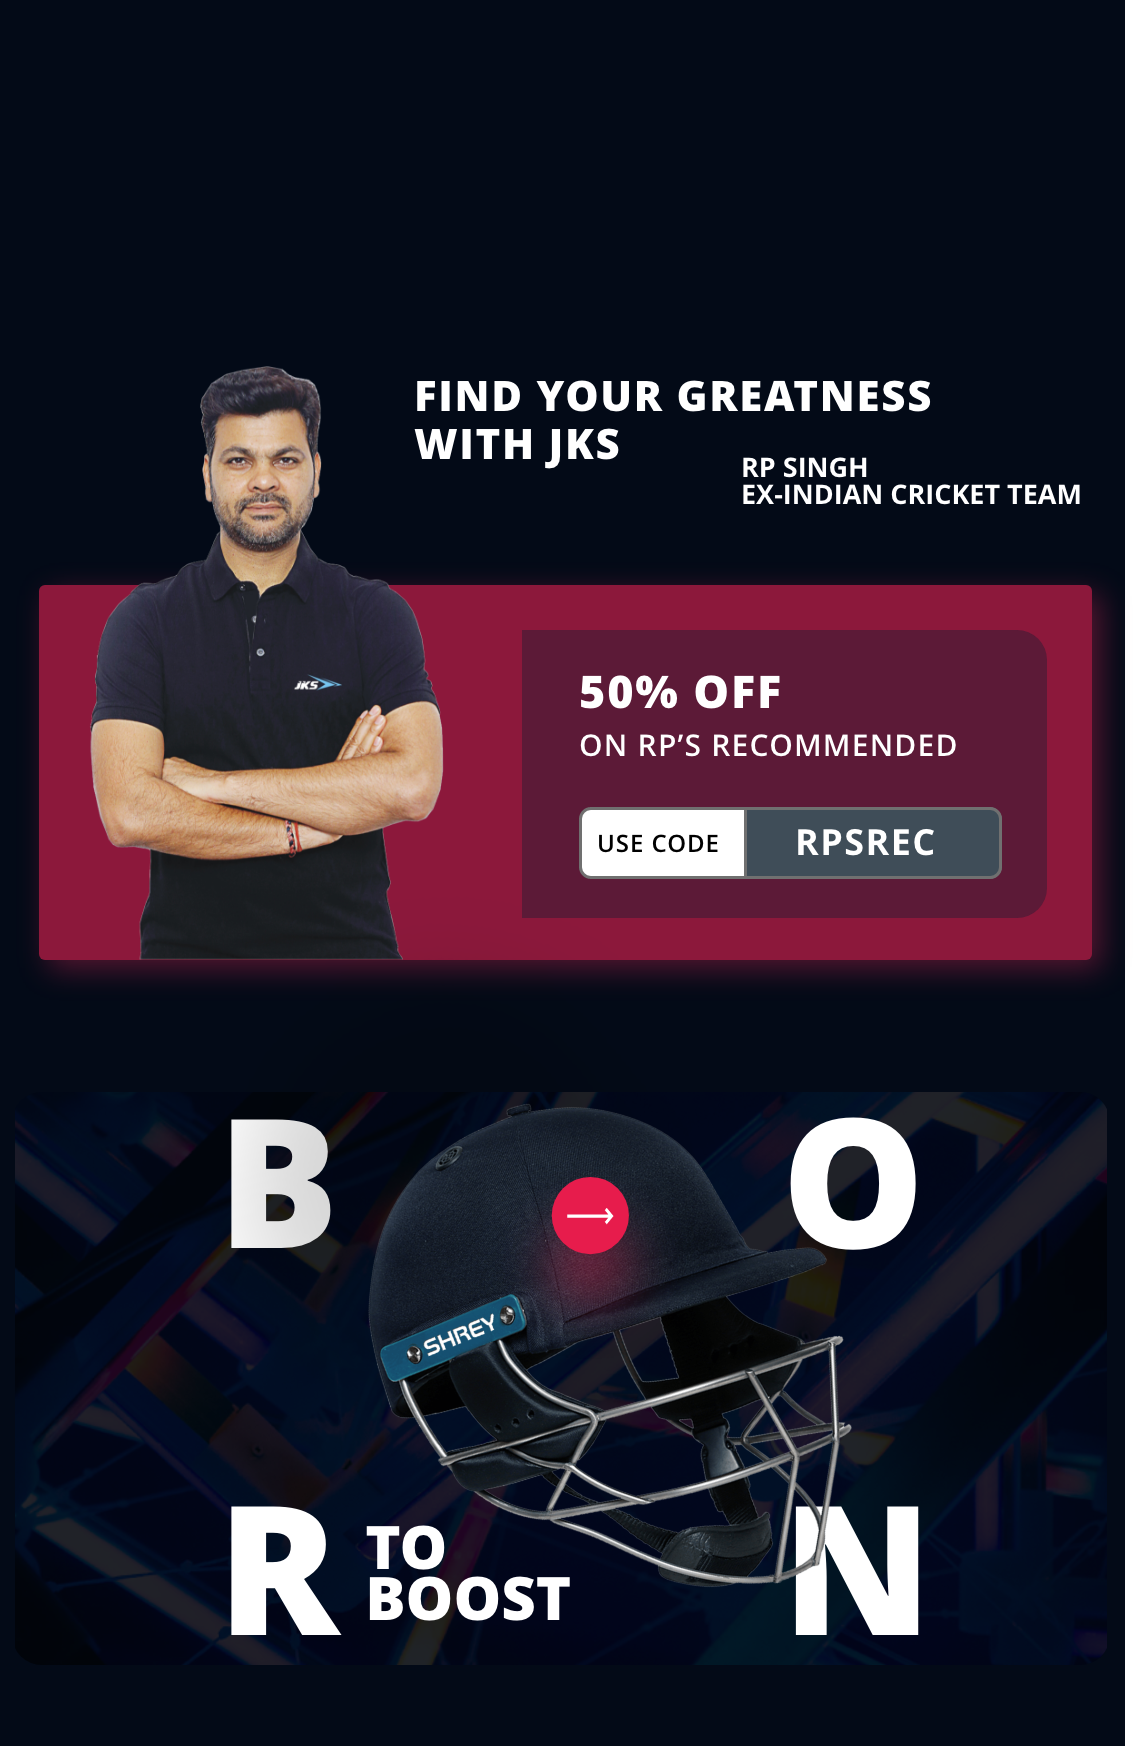 FIND YOUR GREATNESS
WITH JKS
RP SINGH
EX-INDIAN CRICKET TEAM
JKS
50% OFF
ON RP’S RECOMMENDED
USE CODE RPSREC
B O
SHREY
R TO BOOST N